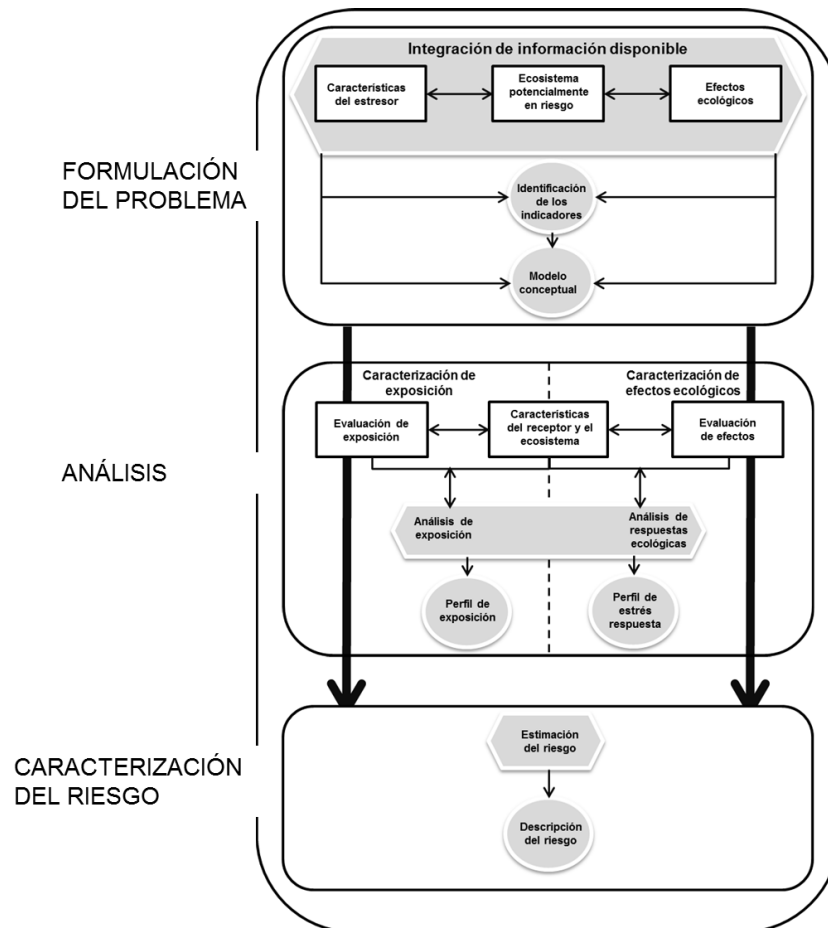 Integración de información disponible
Características
del estresor
Ecosistema
potencialmente
en riesgo
Efectos
ecológicos
FORMULACIÓN
DEL PROBLEMA
Identificación
de los
indicadores
Modelo
conceptual
Caracterización de
exposición
Caracterización de
efectos ecológicos
Evaluación de
exposición
Características
del receptor y el
ecosistema
Evaluación
de efectos
ANÁLISIS
Análisis de
exposición
Análisis de
respuestas
ecológicas
Perfil de
exposición
Perfil de
estrés
respuesta
CARACTERIZACIÓN
DEL RIESGO
Estimación
del riesgo
Descripción
del riesgo